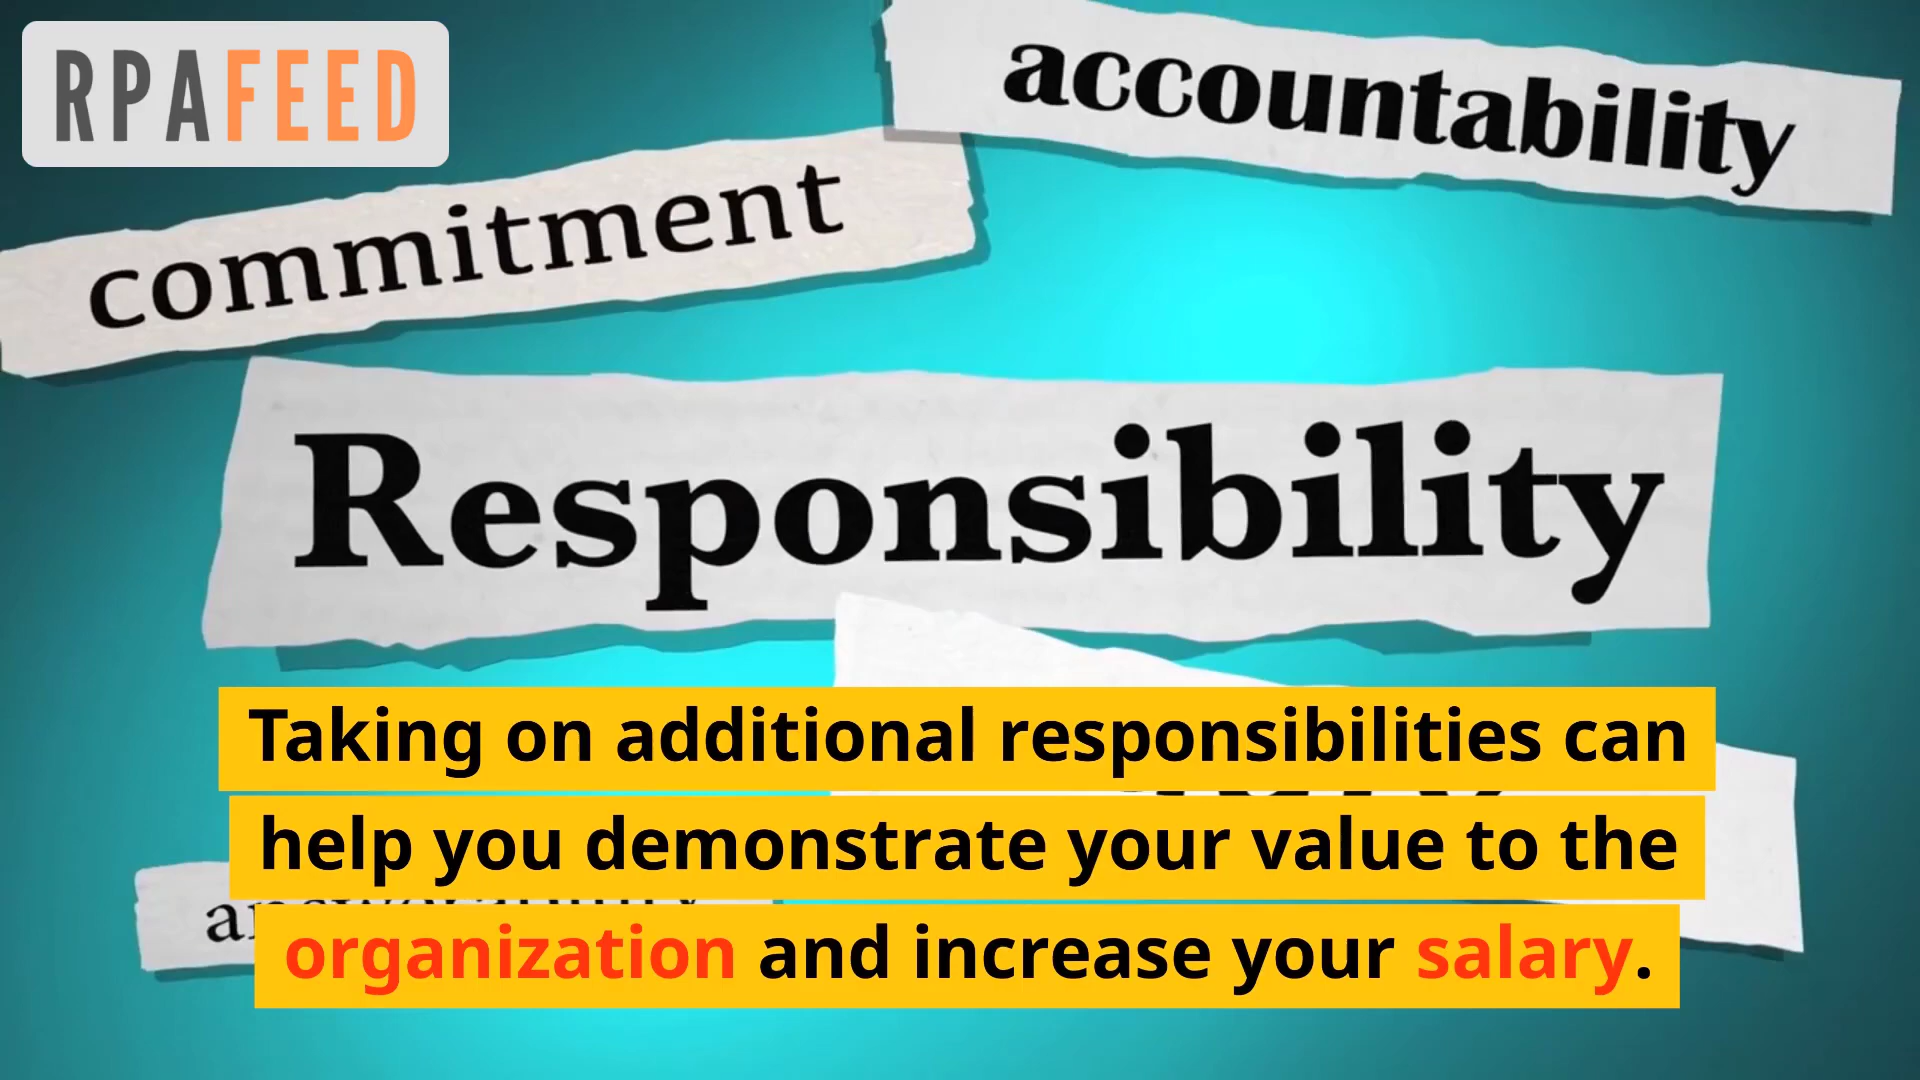 RPAFEED
accountability
commitment
Responsibility
Taking on additional responsibilities can
help you demonstrate your value to the
organization and increase your salary.